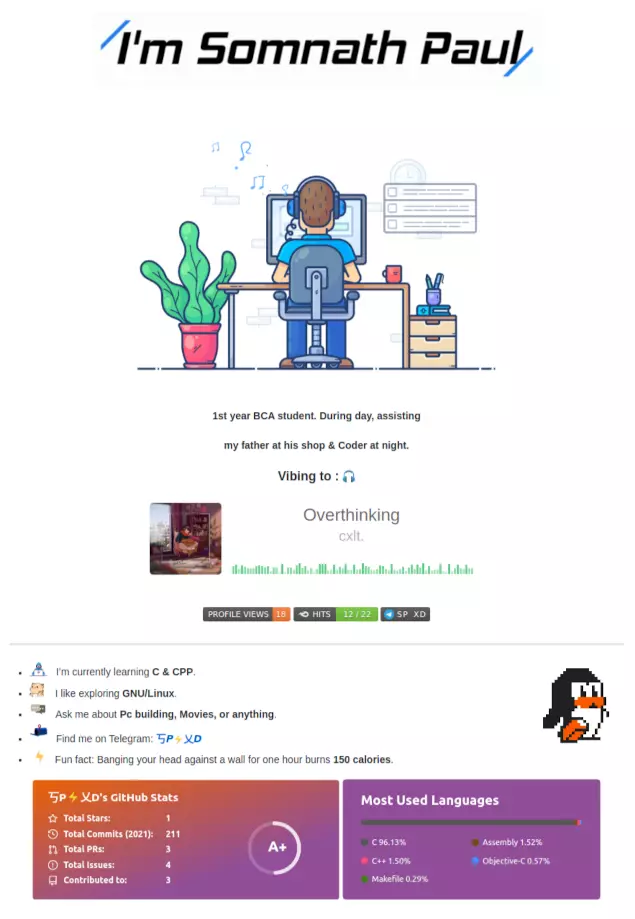 I'm Somnath Paul
1st year BCA student. During day, assisting
my father at his shop & Coder at night.
Vibing to : 🎧
Overthinking
cxlt.
PROFILE VIEWS 18 HITS 12 / 22 SP XD
I'm currently learning C & CPP.
I like exploring GNU/Linux.
Ask me about Pc building, Movies, or anything.
Find me on Telegram: 丂P⚡乂D
Fun fact: Banging your head against a wall for one hour burns 150 calories.
丂P⚡乂D's GitHub Stats
Total Stars: 1
Total Commits (2021): 211
Total PRs: 3
Total Issues: 4
Contributed to: 3
A+
Most Used Languages
C 96.13% Assembly 1.52%
C++ 1.50% Objective-C 0.57%
Makefile 0.29%